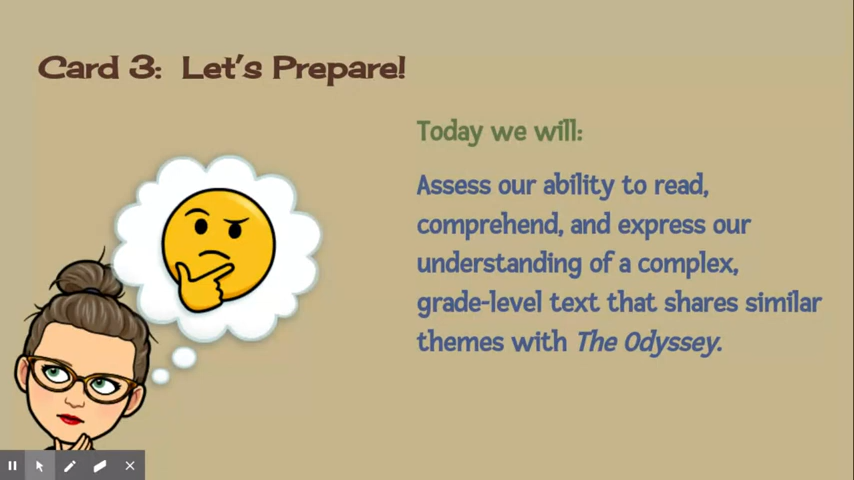 Card 3: Let's Prepare!
Today we will:
Assess our ability to read,
comprehend, and express our
understanding of a complex,
grade-level text that shares similar
themes with The Odyssey.